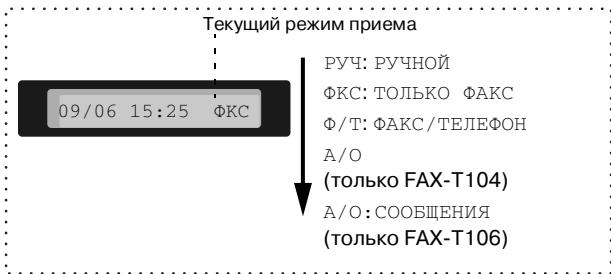 Текущий режим приема
09/06 15:25 ФКС
РУЧ: РУЧНОЙ
ФКС: ТОЛЬКО ФАКС
Ф/Т: ФАКС/ТЕЛЕФОН
А/О
(только FAX-T104)
А/О:СООБЩЕНИЯ
(только FAX-T106)